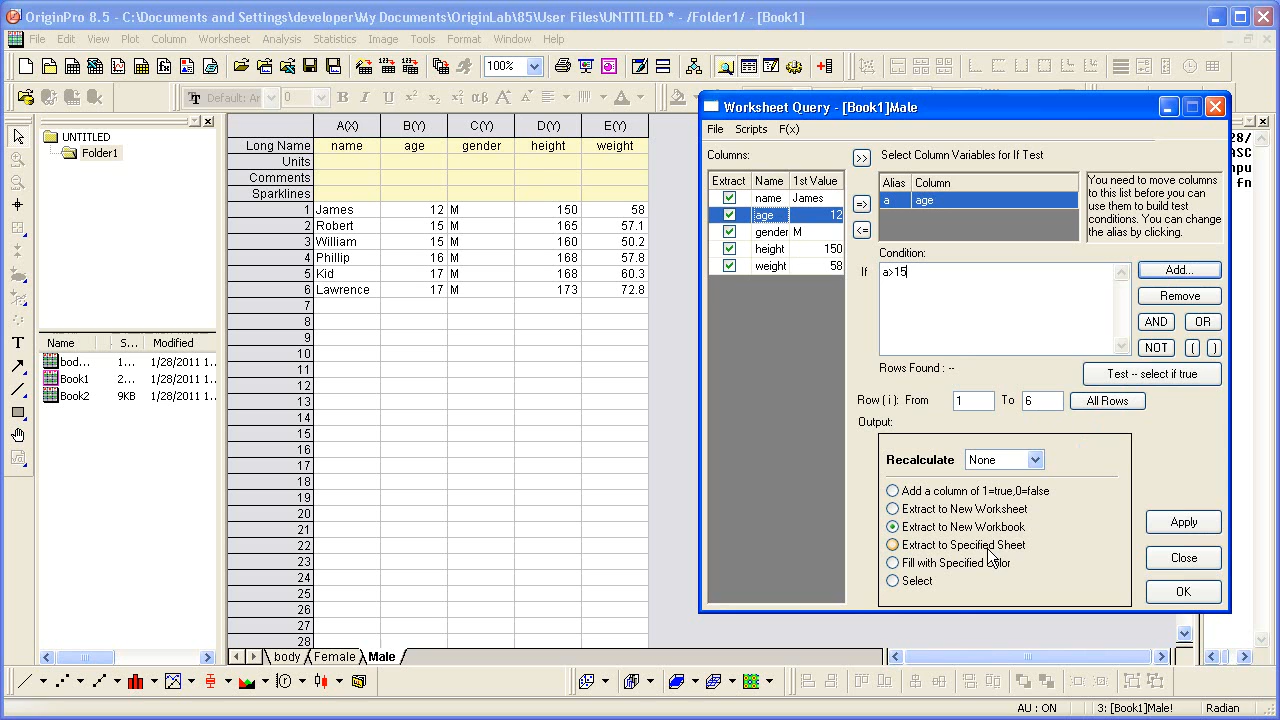 OriginPro 8.5 - C:\Documents and Settings\developer\My Documents\OriginLab\85\User Files\UNTITLED * - /Folder1/ - [Book1]
File Edit View Plot Column Worksheet Analysis Statistics Image Tools Format Window Help
100%
Default: Ar 0
B I U
UNTITLED
Folder1
Name S... Modified
bod... 1... 1/28/2011 1..
Book1 2... 1/28/2011 1..
Book2 9KB 1/28/2011 1..
A(X) B(Y) C(Y) D(Y) E(Y)
Long Name name age gender height weight
Units
Comments
Sparklines
1 James 12 M 150 58
2 Robert 15 M 165 57.1
3 William 15 M 160 50.2
4 Phillip 16 M 168 57.8
5 Kid 17 M 168 60.3
6 Lawrence 17 M 173 72.8
7
8
9
10
11
12
13
14
15
16
17
18
19
20
21
22
23
24
25
26
27
28
body Female Male
Worksheet Query - [Book1]Male
File Scripts F(x)
Columns:
Extract Name 1st Value
name James
age 12
gender M
height 150
weight 58
>>
=>
<=
Select Column Variables for If Test
Alias Column
a age
You need to move columns
to this list before you can
use them to build test
conditions. You can change
the alias by clicking.
Condition:
If a>15
Add...
Remove
AND OR
NOT ( )
Rows Found : --
Test -- select if true
Row ( i ): From 1 To 6 All Rows
Output:
Recalculate None
Add a column of 1=true,0=false
Extract to New Worksheet
Extract to New Workbook
Extract to Specified Sheet
Fill with Specified Color
Select
Apply
Close
OK
28/
SC
npu
fn
AU : ON 3: [Book1]Male! Radian